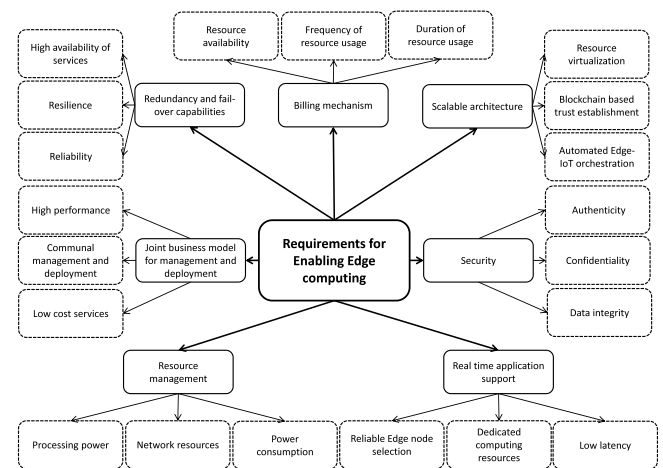 Resource
availability
Frequency of
resource usage
Duration of
resource usage
High availability of
services
Resilience
Reliability
Redundancy and fail-
over capabilities
Billing mechanism
Scalable architecture
Resource
virtualization
Blockchain based
trust establishment
Automated Edge-
IoT orchestration
High performance
Communal
management and
deployment
Low cost services
Joint business model
for management and
deployment
Requirements for
Enabling Edge
computing
Security
Authenticity
Confidentiality
Data integrity
Resource
management
Real time application
support
Processing power
Network resources
Power
consumption
Reliable Edge node
selection
Dedicated
computing
resources
Low latency